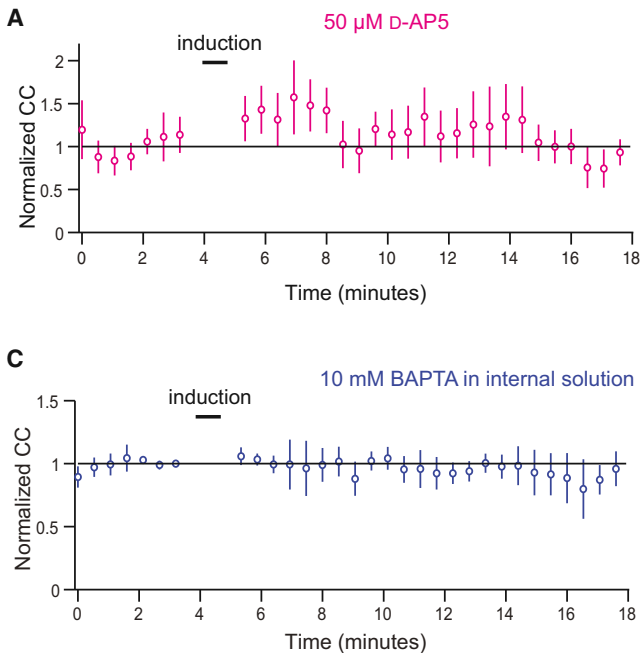 A
50 µM D-AP5
induction
2
1.5
1
0.5
0
Normalized CC
0 2 4 6 8 10 12 14 16 18
Time (minutes)
C
10 mM BAPTA in internal solution
induction
1.5
1
0.5
0
Normalized CC
0 2 4 6 8 10 12 14 16 18
Time (minutes)